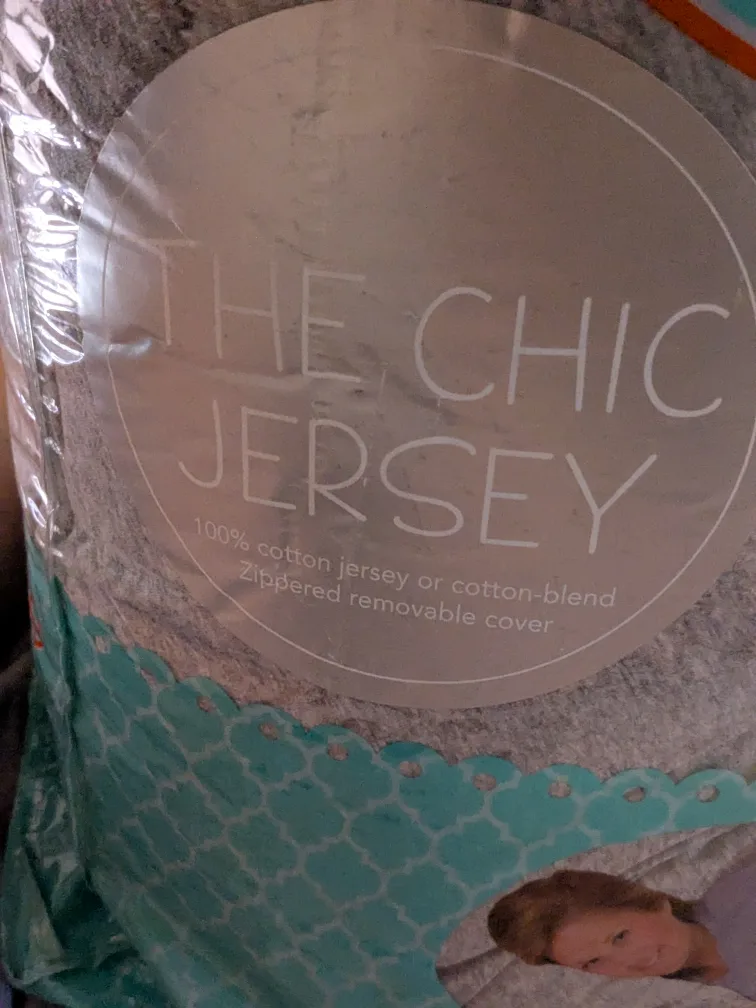 THE CHIC
JERSEY
100% cotton jersey or cotton-blend
Zippered removable cover